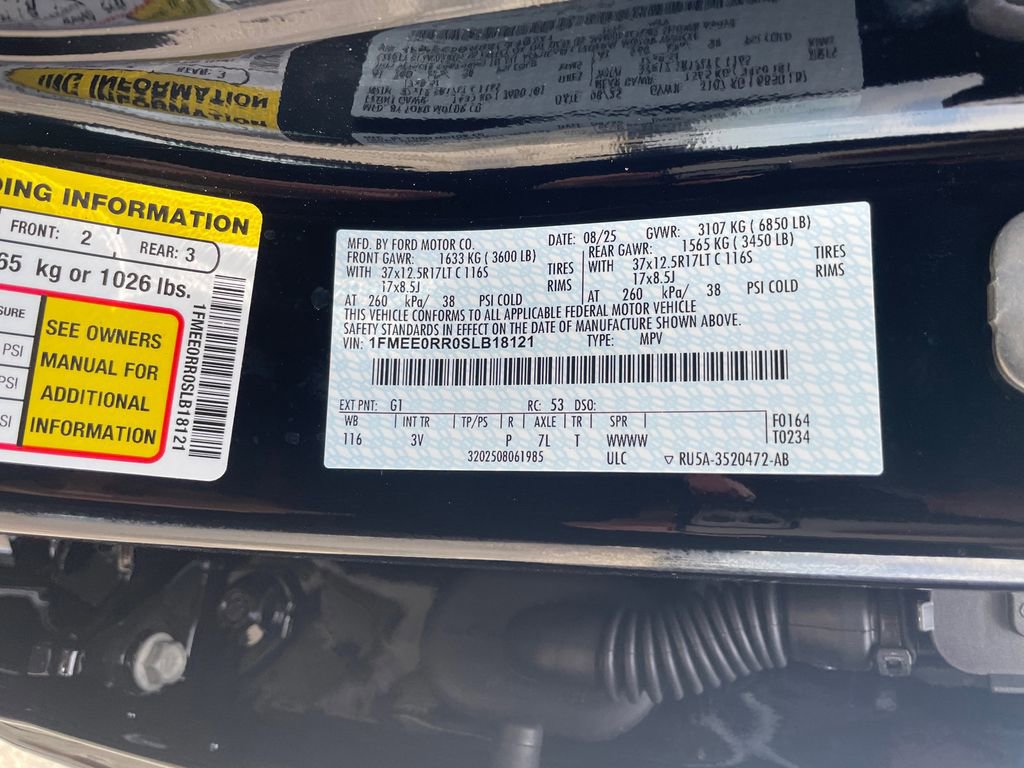 DING INFORMATION
FRONT: 2 REAR: 3
65 kg or 1026 lbs.
SURE
PSI
PSI
SI
SEE OWNERS
MANUAL FOR
ADDITIONAL
INFORMATION
1FMEE0RR0SLB18121
MFD. BY FORD MOTOR CO. DATE: 08/25 GVWR: 3107 KG ( 6850 LB)
FRONT GAWR: 1633 KG ( 3600 LB) REAR GAWR: 1565 KG ( 3450 LB)
WITH 37x12.5R17LT C 116S TIRES WITH 37x12.5R17LT C 116S TIRES
17x8.5J RIMS 17x8.5J RIMS
AT 260 kPa/ 38 PSI COLD AT 260 kPa/ 38 PSI COLD
THIS VEHICLE CONFORMS TO ALL APPLICABLE FEDERAL MOTOR VEHICLE
SAFETY STANDARDS IN EFFECT ON THE DATE OF MANUFACTURE SHOWN ABOVE.
VIN: 1FMEE0RR0SLB18121 TYPE: MPV
EXT PNT: G1 RC: 53 DSO:
WB INT TR TP/PS R AXLE TR SPR F0164
116 3V P 7L T WWWW T0234
3202508061985 ULC ▽ RU5A-3520472-AB